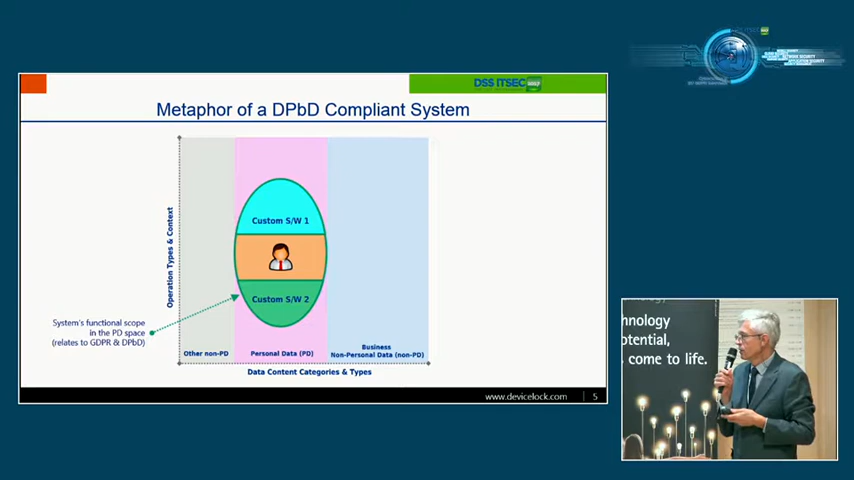 DSS ITSEC
Metaphor of a DPbD Compliant System
Operation Types & Context
Custom S/W 1
Custom S/W 2
System's functional scope
in the PD space
(relates to GDPR & DPbD)
Other non-PD
Personal Data (PD)
Business
Non-Personal Data (non-PD)
Data Content Categories & Types
www.devicelock.com
5
hnology
otential,
come to life.